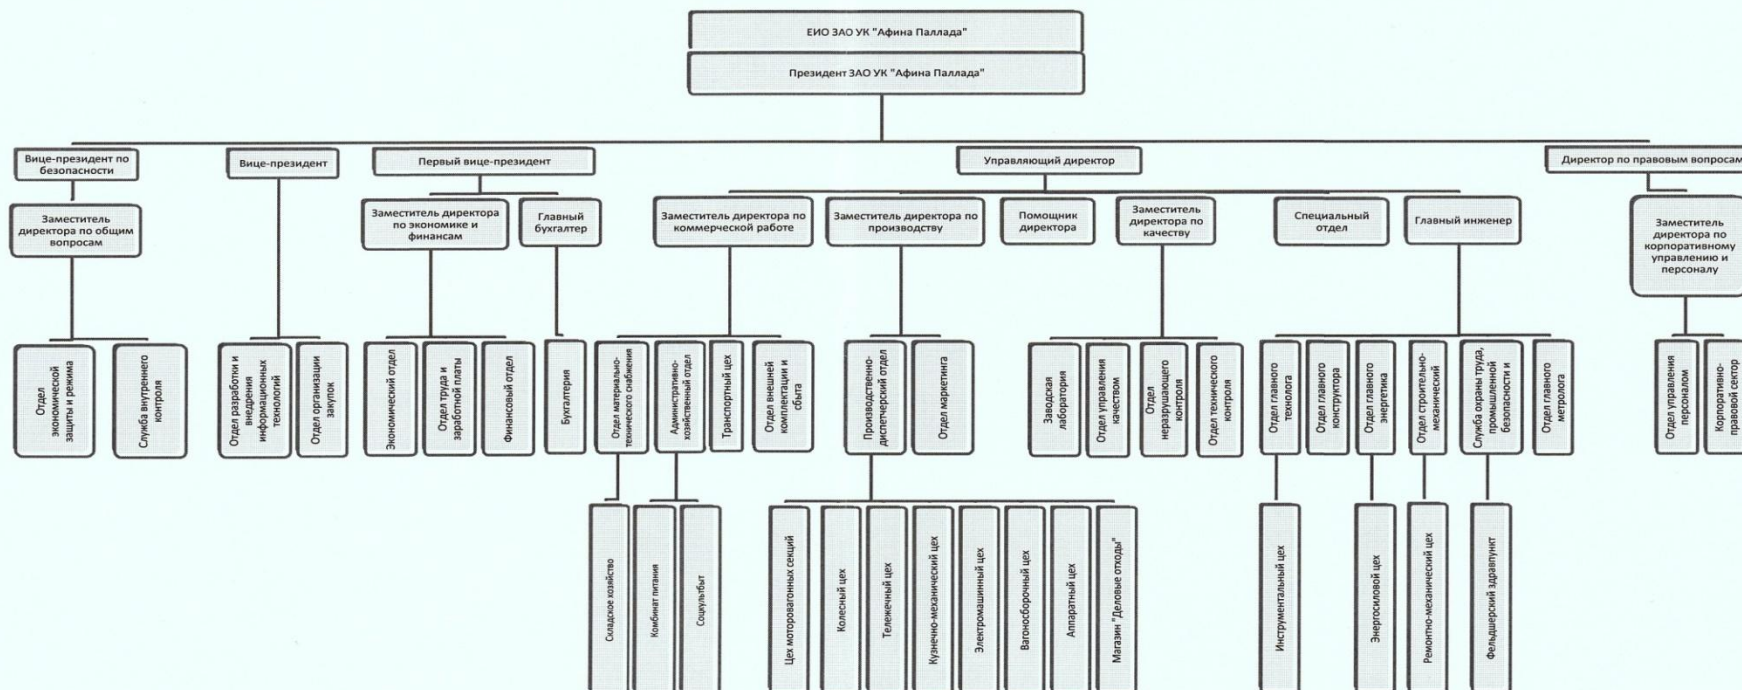 ЕИО ЗАО УК "Афина Паллада"
Президент ЗАО УК "Афина Паллада"
Вице-президент по
безопасности
Вице-президент
Первый вице-президент
Управляющий директор
Директор по правовым вопросам
Заместитель
директора по общим
вопросам
Заместитель директора
по экономике и
финансам
Главный
бухгалтер
Заместитель директора по
коммерческой работе
Заместитель директора по
производству
Помощник
директора
Заместитель
директора по
качеству
Специальный
отдел
Главный инженер
Заместитель
директора по
корпоративному
управлению и
персоналу
Отдел
экономической
защиты и режима
Служба внутреннего
контроля
Отдел разработки и
внедрения
информационных
технологий
Отдел организации
закупок
Экономический отдел
Отдел труда и
заработной платы
Финансовый отдел
Бухгалтерия
Отдел материально-
технического снабжения
Административно-
хозяйственный отдел
Транспортный цех
Отдел внешней
комплектации и
сбыта
Производственно-
диспетчерский отдел
Отдел маркетинга
Заводская
лаборатория
Отдел управления
качеством
Отдел
неразрушающего
контроля
Отдел технического
контроля
Отдел главного
технолога
Отдел главного
конструктора
Отдел главного
энергетика
Отдел строительно-
механический
Служба охраны труда,
промышленной
безопасности и
Отдел главного
метролога
Отдел управления
персоналом
Корпоративно-
правовой сектор
Складское хозяйство
Комбинат питания
Соцкультбыт
Цех моторовагонных секций
Колесный цех
Тележечный цех
Кузнечно-механический цех
Электромашинный цех
Вагоносборочный цех
Аппаратный цех
Магазин "Деловые отходы"
Инструментальный цех
Энергосиловой цех
Ремонтно-механический цех
Фельдшерский здравпункт